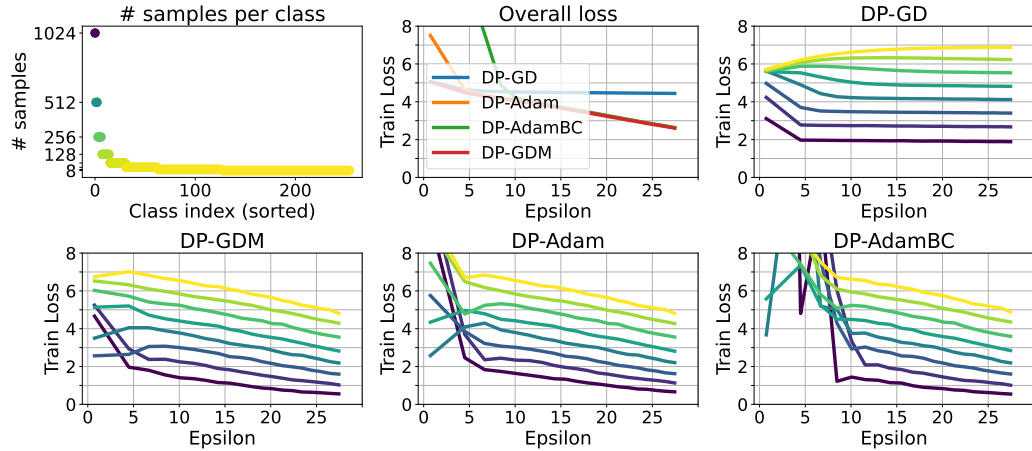 # samples per class
# samples
1024
512
256
128
8
0
200
Class index (sorted)
Overall loss
Train Loss
8
6
4
2
0
DP-GD
DP-Adam
DP-AdamBC
DP-GDM
0 5 10 15 20 25
Epsilon
DP-GD
Train Loss
8
6
4
2
0
0 5 10 15 20 25
Epsilon
DP-GDM
Train Loss
8
6
4
2
0
0 5 10 15 20 25
Epsilon
DP-Adam
Train Loss
8
6
4
2
0
0 5 10 15 20 25
Epsilon
DP-AdamBC
Train Loss
8
6
4
2
0
0 5 10 15 20 25
Epsilon